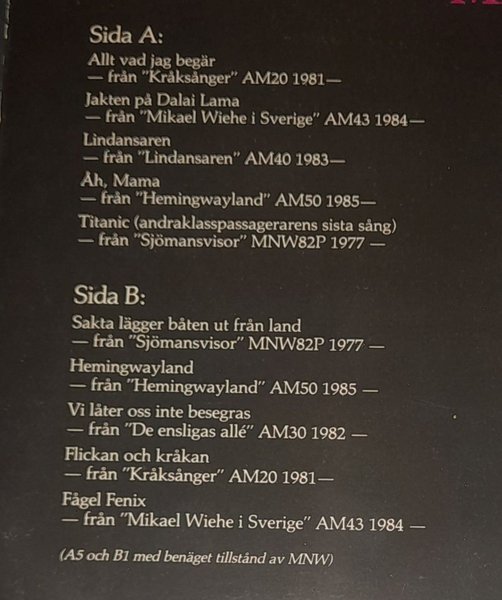 Sida A:
Allt vad jag begär
— från "Kråksånger" AM20 1981—
Jakten på Dalai Lama
— från "Mikael Wiehe i Sverige" AM43 1984—
Lindansaren
— från "Lindansaren" AM40 1983—
Åh, Mama
— från "Hemingwayland" AM50 1985—
Titanic (andraklasspassagerarens sista sång)
— från "Sjömansvisor" MNW82P 1977 —
Sida B:
Sakta lägger båten ut från land
— från "Sjömansvisor" MNW82P 1977 —
Hemingwayland
— från "Hemingwayland" AM50 1985 —
Vi låter oss inte besegras
— från "De ensligas allé" AM30 1982 —
Flickan och kråkan
— från "Kråksånger" AM20 1981—
Fågel Fenix
— från "Mikael Wiehe i Sverige" AM43 1984 —
(A5 och B1 med benäget tillstånd av MNW)